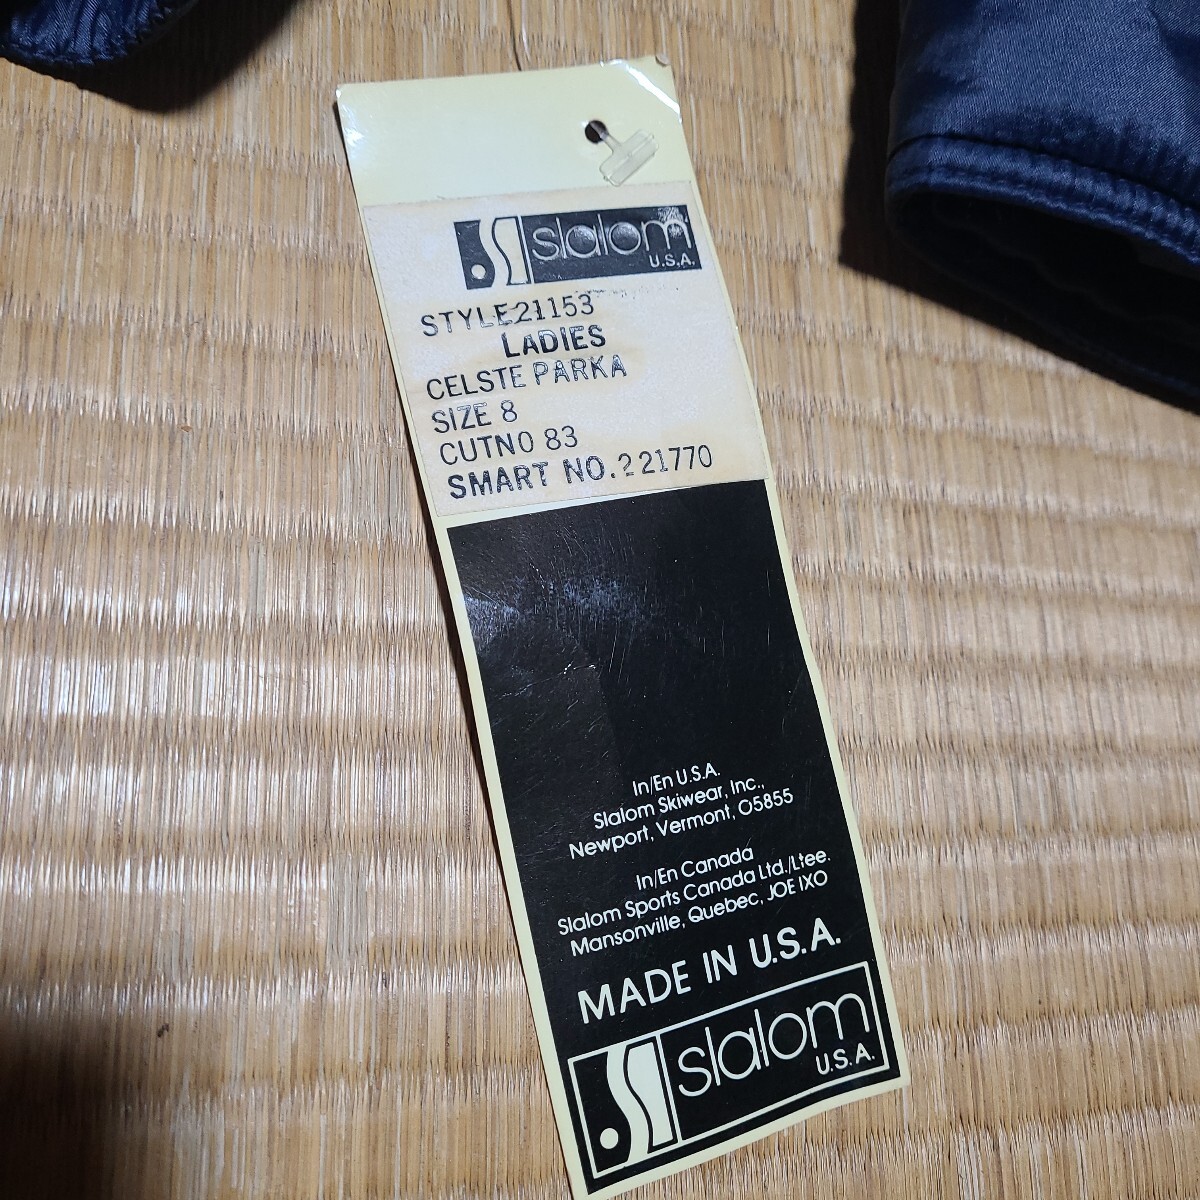 slalom
U.S.A.
STYLE21153
LADIES
CELSTE PARKA
SIZE 8
CUTNO 83
SMART NO.221770
In/En U.S.A.
Slalom Skiwear, Inc.,
Newport, Vermont, O5855
In/En Canada
Slalom Sports Canada Ltd./Ltee.
Mansonville, Quebec, JOE IXO
MADE IN U.S.A.
slalom
U.S.A.